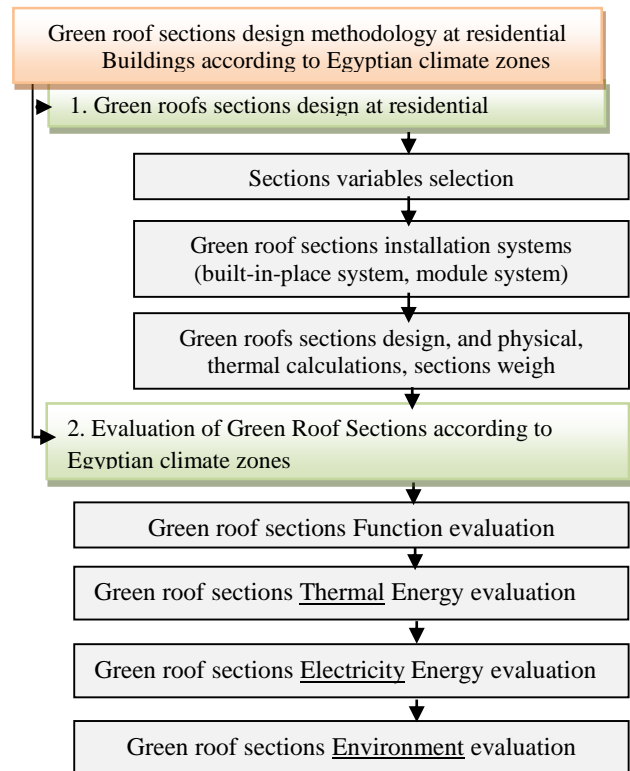 Green roof sections design methodology at residential
Buildings according to Egyptian climate zones
1. Green roofs sections design at residential
Sections variables selection
Green roof sections installation systems
(built-in-place system, module system)
Green roofs sections design, and physical,
thermal calculations, sections weigh
2. Evaluation of Green Roof Sections according to
Egyptian climate zones
Green roof sections Function evaluation
Green roof sections Thermal Energy evaluation
Green roof sections Electricity Energy evaluation
Green roof sections Environment evaluation